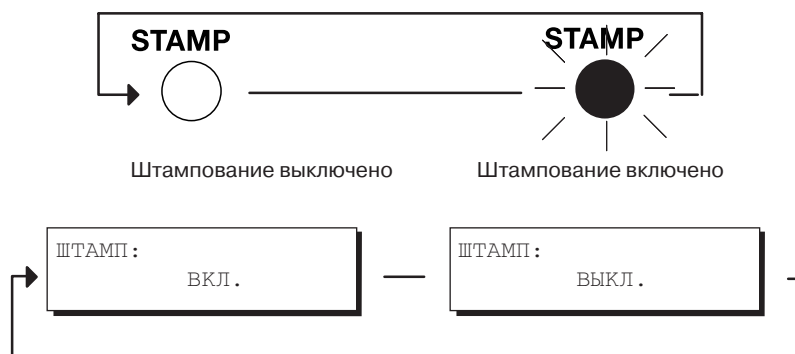 STAMP STAMP
Штампование выключено Штампование включено
ШТАМП: ШТАМП:
ВКЛ. ВЫКЛ.